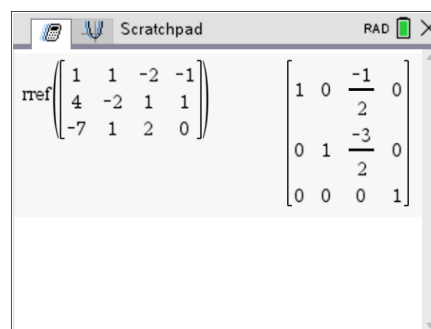 Scratchpad RAD
rref([1 1 -2 -1; 4 -2 1 1; -7 1 2 0]) [1 0 -1/2 0; 0 1 -3/2 0; 0 0 0 1]